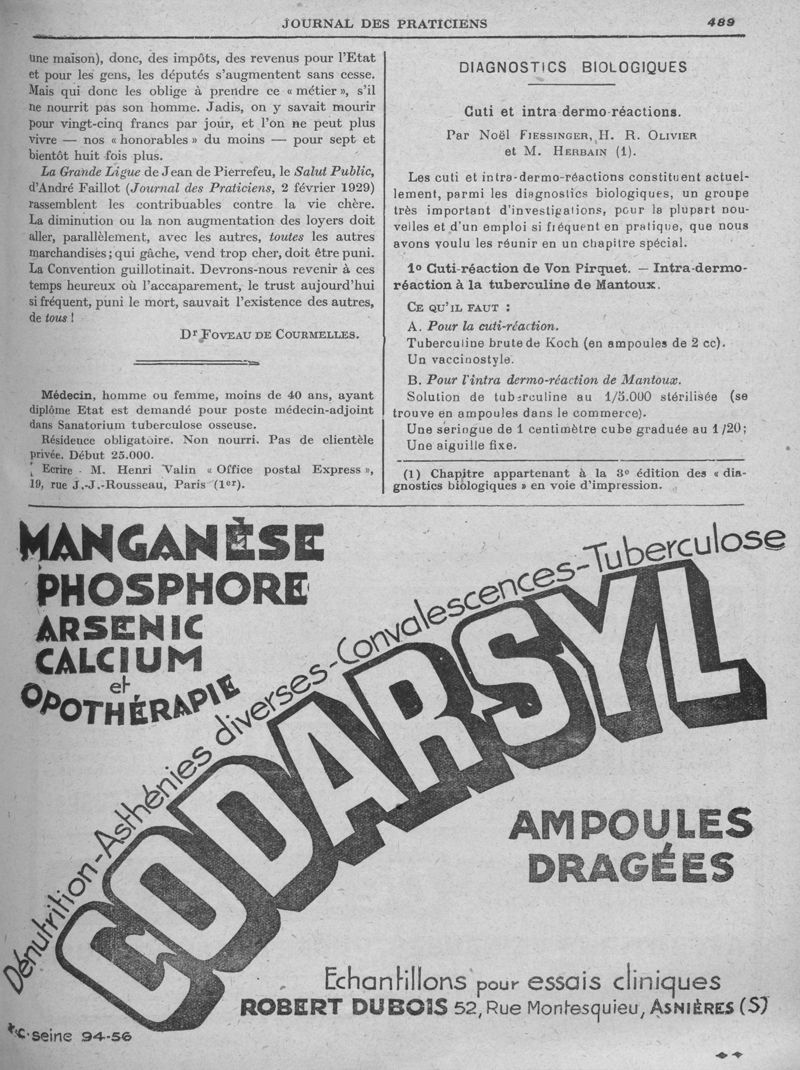 JOURNAL DES PRATICIENS
489
une maison), donc, des impôts, des revenus pour l'Etat
et pour les gens, les députés s'augmentent sans cesse.
Mais qui donc les oblige à prendre ce « métier », s'il
ne nourrit pas son homme. Jadis, on y savait mourir
pour vingt-cinq francs par jour, et l'on ne peut plus
vivre — nos « honorables » du moins — pour sept et
bientôt huit fois plus.
La Grande Ligue de Jean de Pierrefeu, le Salut Public,
d'André Faillot (Journal des Praticiens, 2 février 1929)
rassemblent les contribuables contre la vie chère.
La diminution ou la non augmentation des loyers doit
aller, parallèlement, avec les autres, toutes les autres
marchandises ; qui gâche, vend trop cher, doit être puni.
La Convention guillotinait. Devrons-nous revenir à ces
temps heureux où l'accaparement, le trust aujourd'hui
si fréquent, puni le mort, sauvait l'existence des autres,
de tous !
Dr FOVEAU DE COURMELLES.
Médecin, homme ou femme, moins de 40 ans, ayant
diplôme Etat est demandé pour poste médecin-adjoint
dans Sanatorium tuberculose osseuse.
Résidence obligatoire. Non nourri. Pas de clientèle
privée. Début 25.000.
Ecrire - M. Henri Valin « Office postal Express »,
19, rue J.-J.-Rousseau, Paris (1er).
DIAGNOSTICS BIOLOGIQUES
Cuti et intra-dermo-réactions.
Par Noël FIESSINGER, H. R. OLIVIER
et M. HERBAIN (1).
Les cuti et intra-dermo-réactions constituent actuel-
lement, parmi les diagnostics biologiques, un groupe
très important d'investigations, pour la plupart nou-
velles et d'un emploi si fréquent en pratique, que nous
avons voulu les réunir en un chapitre spécial.
1o Cuti-réaction de Von Pirquet. — Intra-dermo-
réaction à la tuberculine de Mantoux.
CE QU'IL FAUT :
A. Pour la cuti-réaction.
Tuberculine brute de Koch (en ampoules de 2 cc).
Un vaccinostyle.
B. Pour l'intra dermo-réaction de Mantoux.
Solution de tuberculine au 1/5.000 stérilisée (se
trouve en ampoules dans le commerce).
Une seringue de 1 centimètre cube graduée au 1/20;
Une aiguille fixe.
(1) Chapitre appartenant à la 3e édition des « dia-
gnostics biologiques » en voie d'impression.
MANGANÈSE
PHOSPHORE
ARSENIC
CALCIUM
et
OPOTHÉRAPIE
Dénutrition-Asthénies diverses-Convalescences-Tuberculose
CODARSYL
AMPOULES
DRAGÉES
Echantillons pour essais cliniques
ROBERT DUBOIS 52, Rue Montesquieu, ASNIÈRES (S)
Seine 94-56